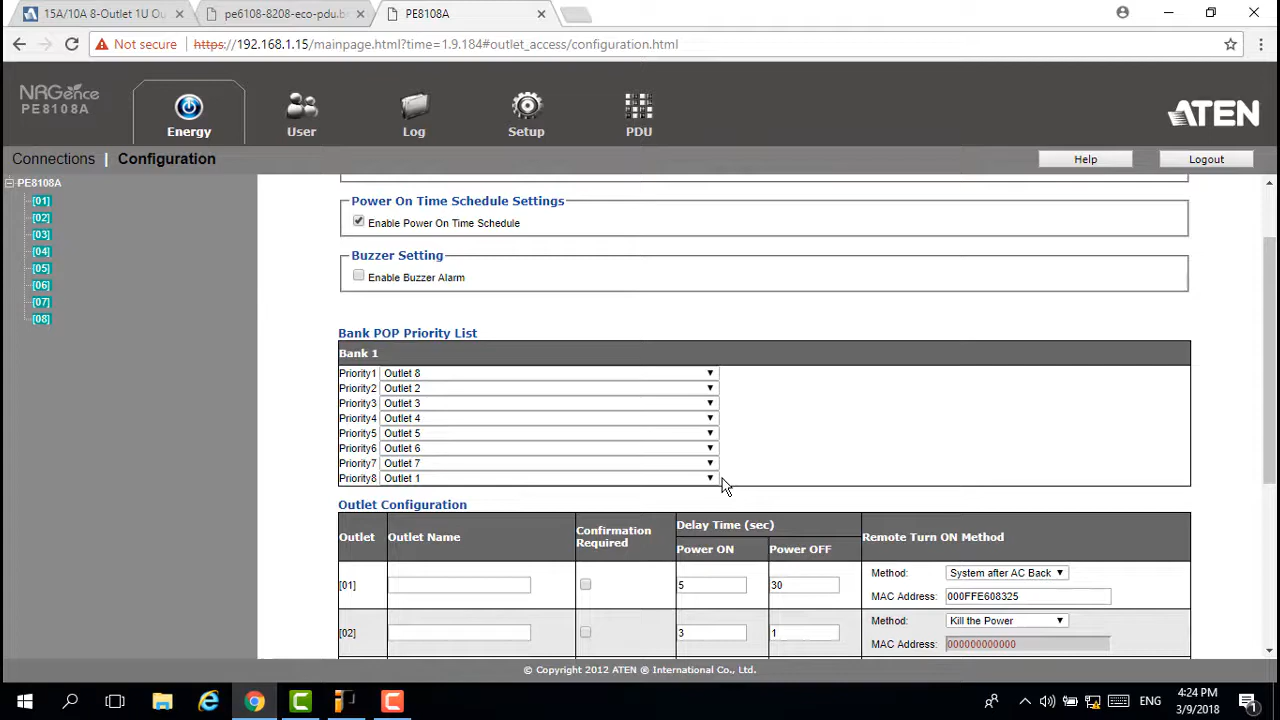 15A/10A 8-Outlet 1U Ou
pe6108-8208-eco-pdu.b
PE8108A
Not secure
https://192.168.1.15/mainpage.html?time=1.9.184#outlet_access/configuration.html
NRGence
PE8108A
Energy
User
Log
Setup
PDU
ATEN
Connections | Configuration
Help
Logout
PE8108A
[01]
[02]
[03]
[04]
[05]
[06]
[07]
[08]
Power On Time Schedule Settings
Enable Power On Time Schedule
Buzzer Setting
Enable Buzzer Alarm
Bank POP Priority List
Bank 1
Priority1 Outlet 8
Priority2 Outlet 2
Priority3 Outlet 3
Priority4 Outlet 4
Priority5 Outlet 5
Priority6 Outlet 6
Priority7 Outlet 7
Priority8 Outlet 1
Outlet Configuration
Outlet
Outlet Name
Confirmation
Required
Delay Time (sec)
Power ON
Power OFF
Remote Turn ON Method
[01]
5
30
Method: System after AC Back
MAC Address: 000FFE608325
[02]
3
1
Method: Kill the Power
MAC Address: 000000000000
© Copyright 2012 ATEN ® International Co., Ltd.
ENG
4:24 PM
3/9/2018
1